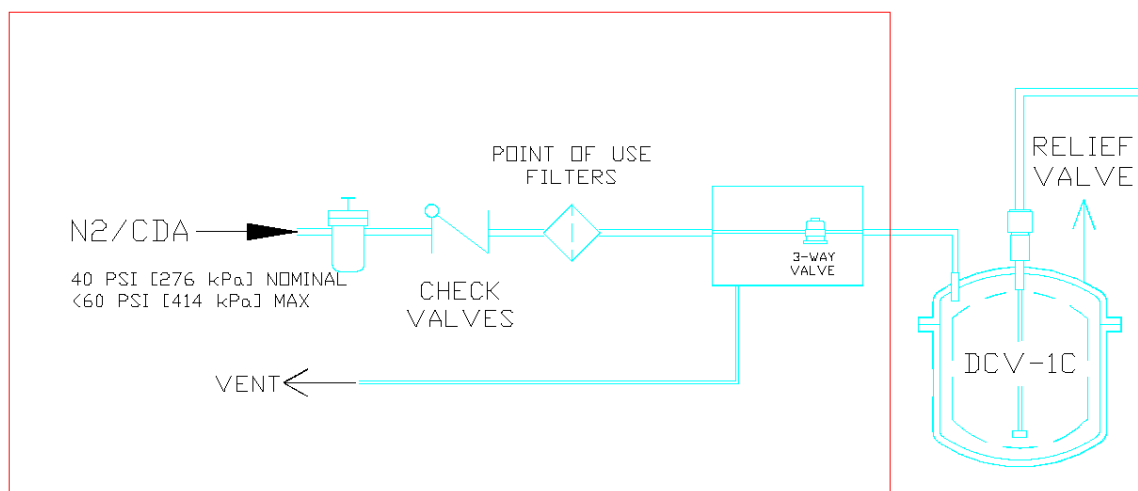 POINT OF USE
FILTERS
RELIEF
VALVE
N2/CDA
3-WAY
VALVE
40 PSI [276 kPa] NOMINAL
<60 PSI [414 kPa] MAX
CHECK
VALVES
DCV-1C
VENT